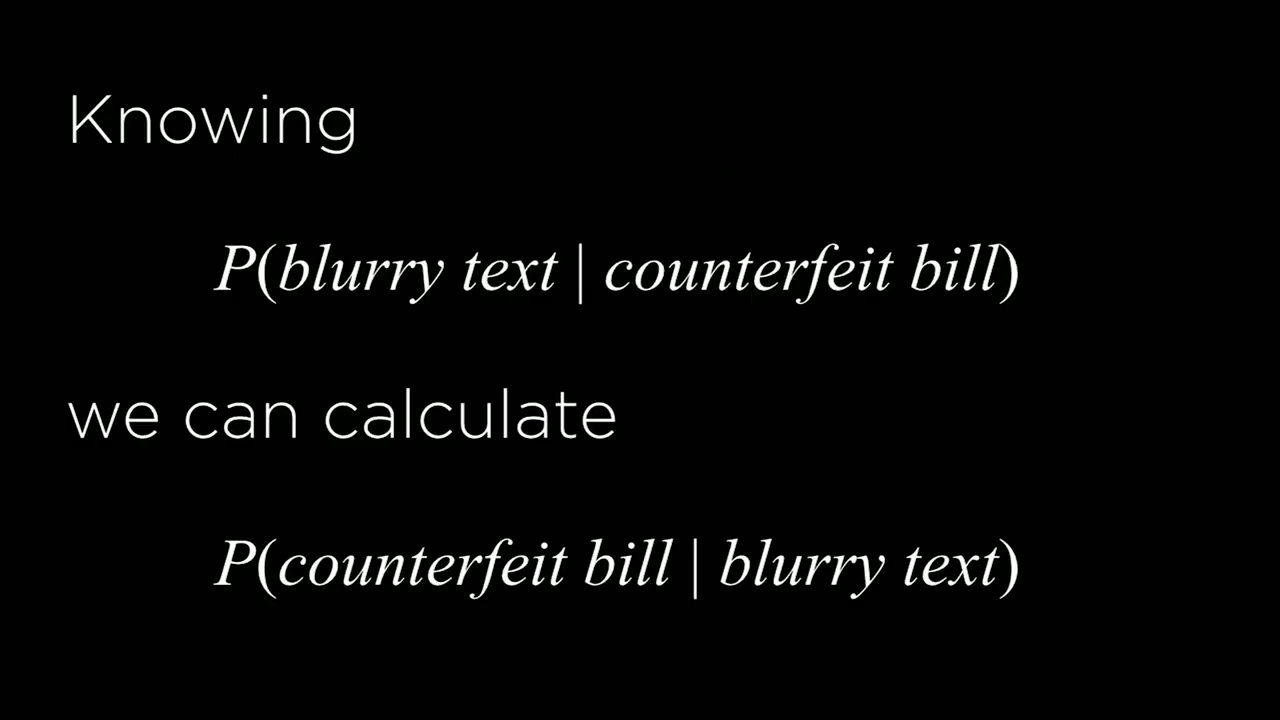 Knowing
P(blurry text | counterfeit bill)
we can calculate
P(counterfeit bill | blurry text)